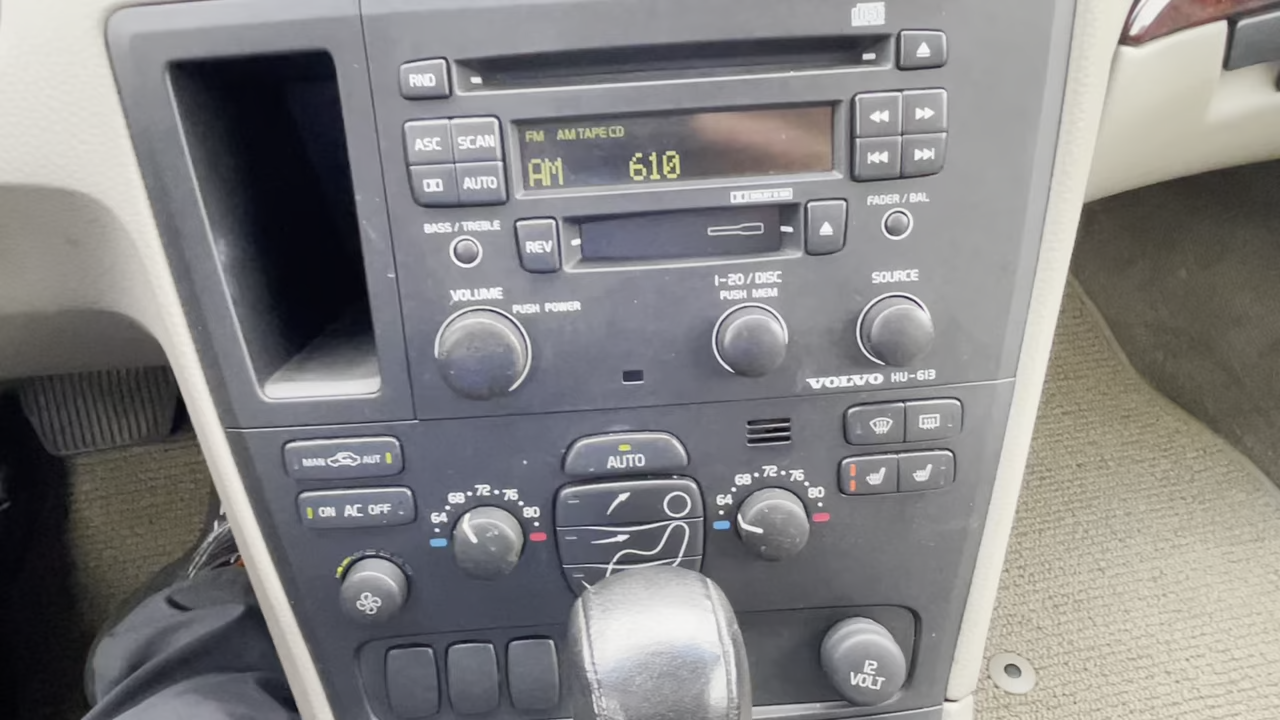 RND
ASC SCAN
AUTO
FM AM TAPE CD
AM 610
BASS / TREBLE
REV
FADER / BAL
VOLUME
PUSH POWER
1-20 / DISC
PUSH MEM
SOURCE
VOLVO HU-613
MAN AUT
AUTO
ON AC OFF
64 68 72 76 80
64 68 72 76 80
12
VOLT